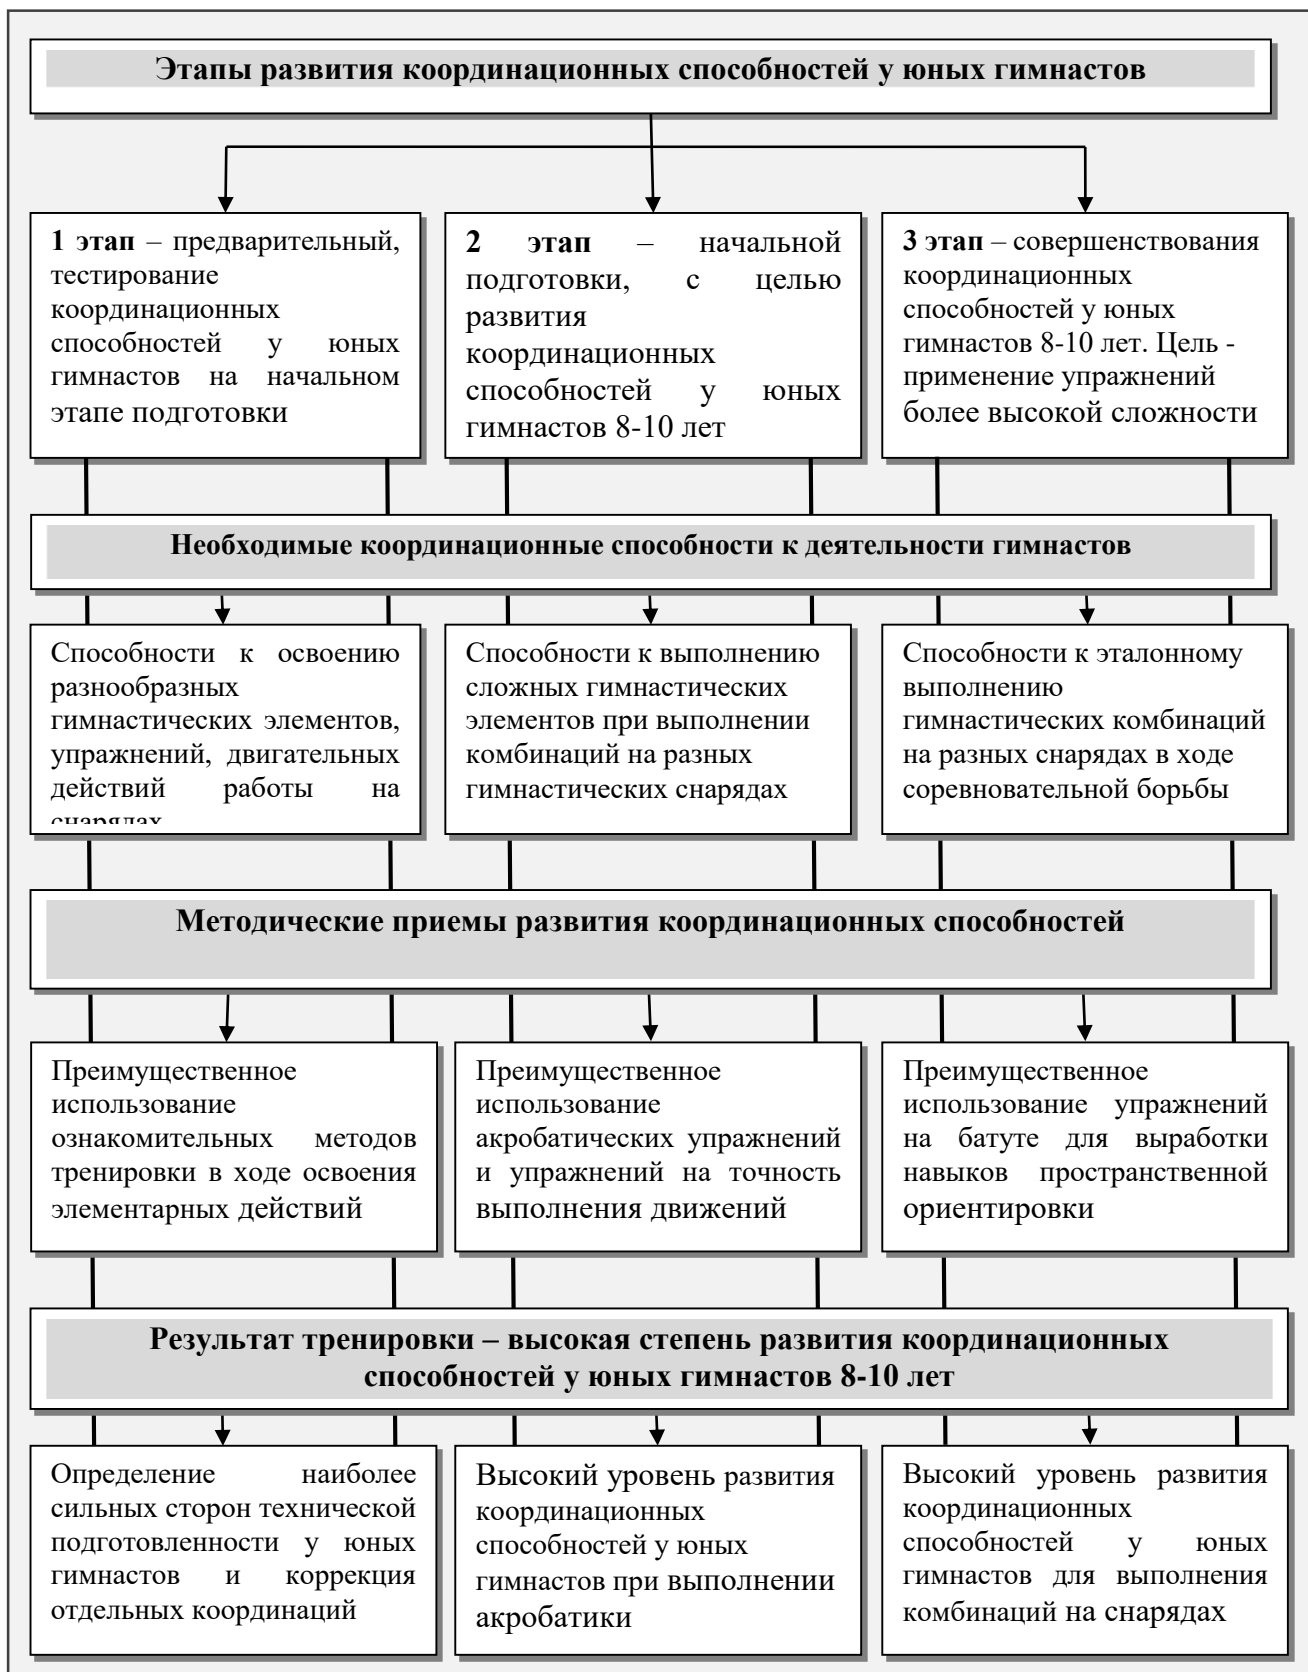 Этапы развития координационных способностей у юных гимнастов
1 этап – предварительный,
тестирование
координационных
способностей у юных
гимнастов на начальном
этапе подготовки
2 этап – начальной
подготовки, с целью
развития
координационных
способностей у юных
гимнастов 8-10 лет
3 этап – совершенствования
координационных
способностей у юных
гимнастов 8-10 лет. Цель -
применение упражнений
более высокой сложности
Необходимые координационные способности к деятельности гимнастов
Способности к освоению
разнообразных
гимнастических элементов,
упражнений, двигательных
действий работы на
снарядах
Способности к выполнению
сложных гимнастических
элементов при выполнении
комбинаций на разных
гимнастических снарядах
Способности к эталонному
выполнению
гимнастических комбинаций
на разных снарядах в ходе
соревновательной борьбы
Методические приемы развития координационных способностей
Преимущественное
использование
ознакомительных методов
тренировки в ходе освоения
элементарных действий
Преимущественное
использование
акробатических упражнений
и упражнений на точность
выполнения движений
Преимущественное
использование упражнений
на батуте для выработки
навыков пространственной
ориентировки
Результат тренировки – высокая степень развития координационных
способностей у юных гимнастов 8-10 лет
Определение наиболее
сильных сторон технической
подготовленности у юных
гимнастов и коррекция
отдельных координаций
Высокий уровень развития
координационных
способностей у юных
гимнастов при выполнении
акробатики
Высокий уровень развития
координационных
способностей у юных
гимнастов для выполнения
комбинаций на снарядах